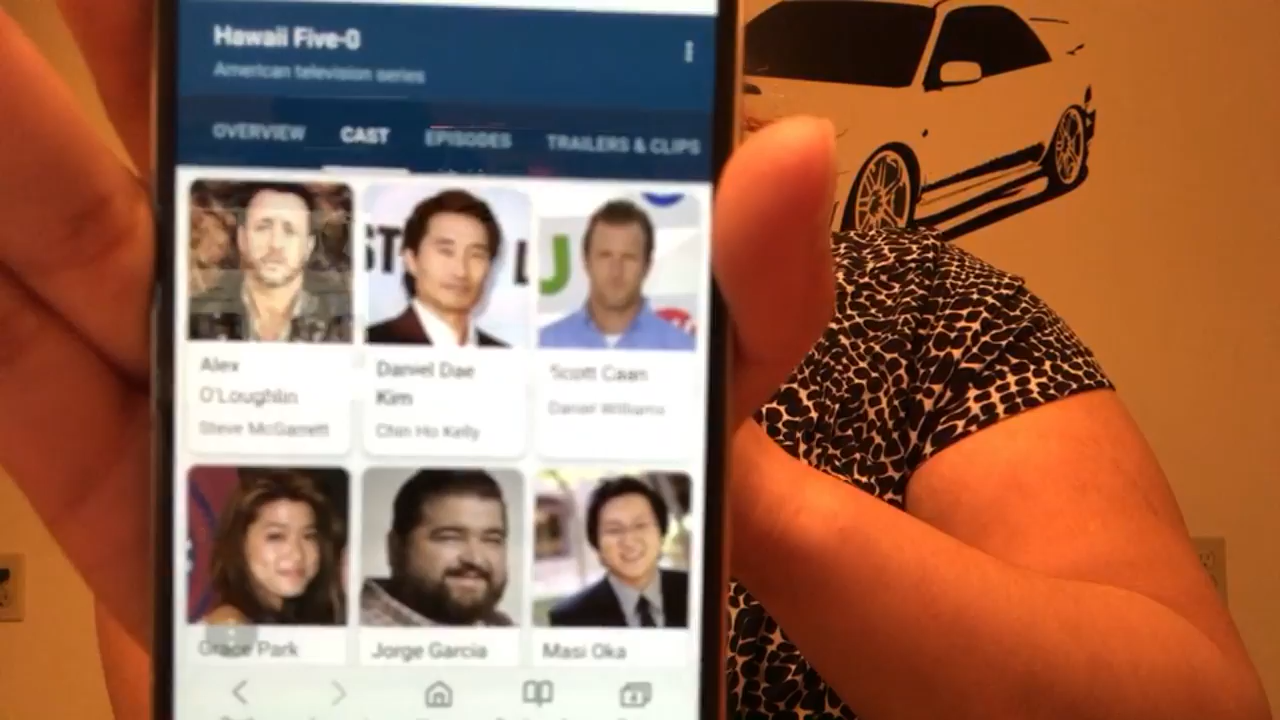 Hawaii Five-0
American television series
OVERVIEW CAST EPISODES TRAILERS & CLIPS
Alex
O'Loughlin
Steve McGarrett
Daniel Dae
Kim
Chin Ho Kelly
Scott Caan
Daniel Williams
Grace Park
Jorge Garcia
Masi Oka